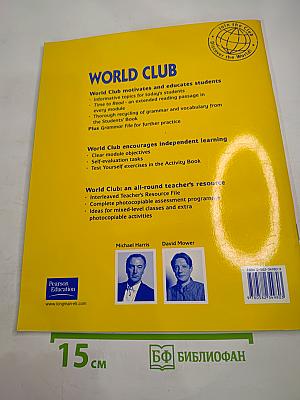 Join the Club
Discover the World
WORLD CLUB
World Club motivates and educates students
· Informative topics for today's students
· Time to Read - an extended reading passage in
every module
· Thorough recycling of grammar and vocabulary from
the Students' Book
Plus Grammar File for further practice
World Club encourages independent learning
· Clear module objectives
· Self-evaluation tasks
· Test Yourself exercises in the Activity Book
World Club: an all-round teacher's resource
· Interleaved Teacher's Resource File
· Complete photocopiable assessment programme
· Ideas for mixed-level classes and extra
photocopiable activities
Michael Harris
David Mower
Pearson
Education
www.longman-elt.com
15 см
БФ БИБЛИОФАН